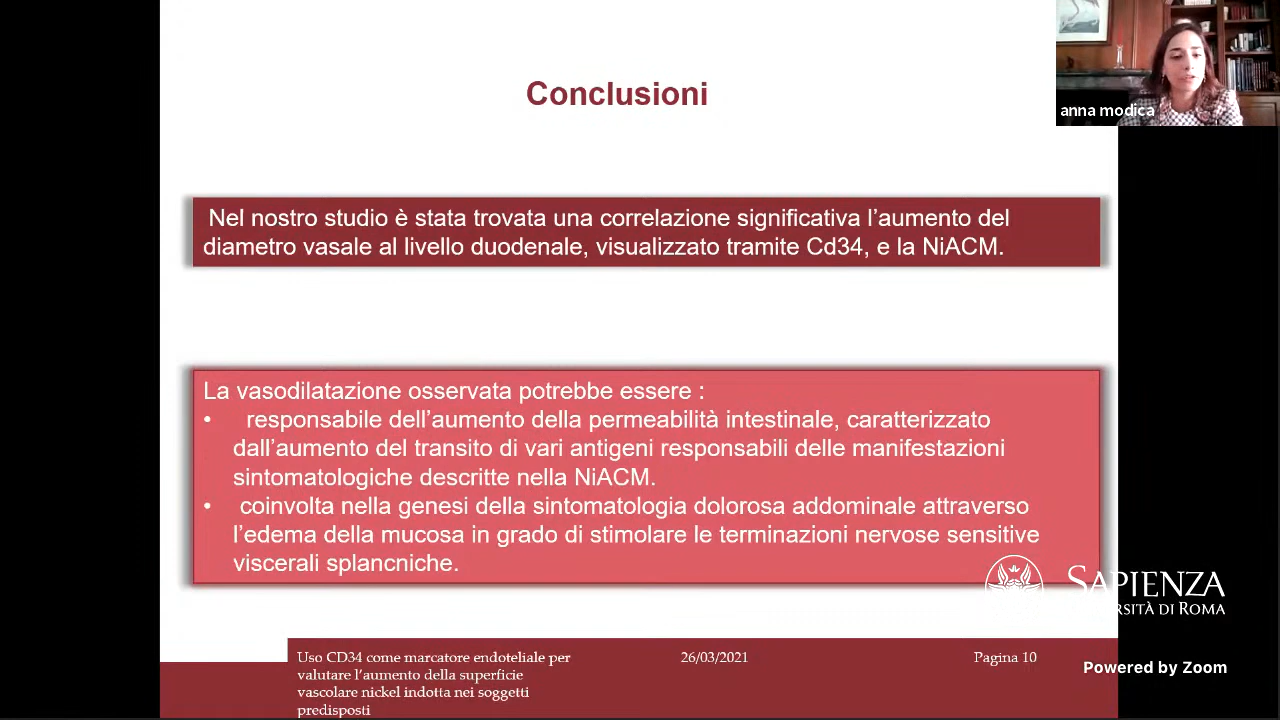 Conclusioni
anna modica
Nel nostro studio è stata trovata una correlazione significativa l’aumento del
diametro vasale al livello duodenale, visualizzato tramite Cd34, e la NiACM.
La vasodilatazione osservata potrebbe essere :
• responsabile dell’aumento della permeabilità intestinale, caratterizzato
dall’aumento del transito di vari antigeni responsabili delle manifestazioni
sintomatologiche descritte nella NiACM.
• coinvolta nella genesi della sintomatologia dolorosa addominale attraverso
l’edema della mucosa in grado di stimolare le terminazioni nervose sensitive
viscerali splancniche.
SAPIENZA
ERSITÀ DI ROMA
Uso CD34 come marcatore endoteliale per
valutare l’aumento della superficie
vascolare nickel indotta nei soggetti
predisposti
26/03/2021
Pagina 10
Powered by Zoom